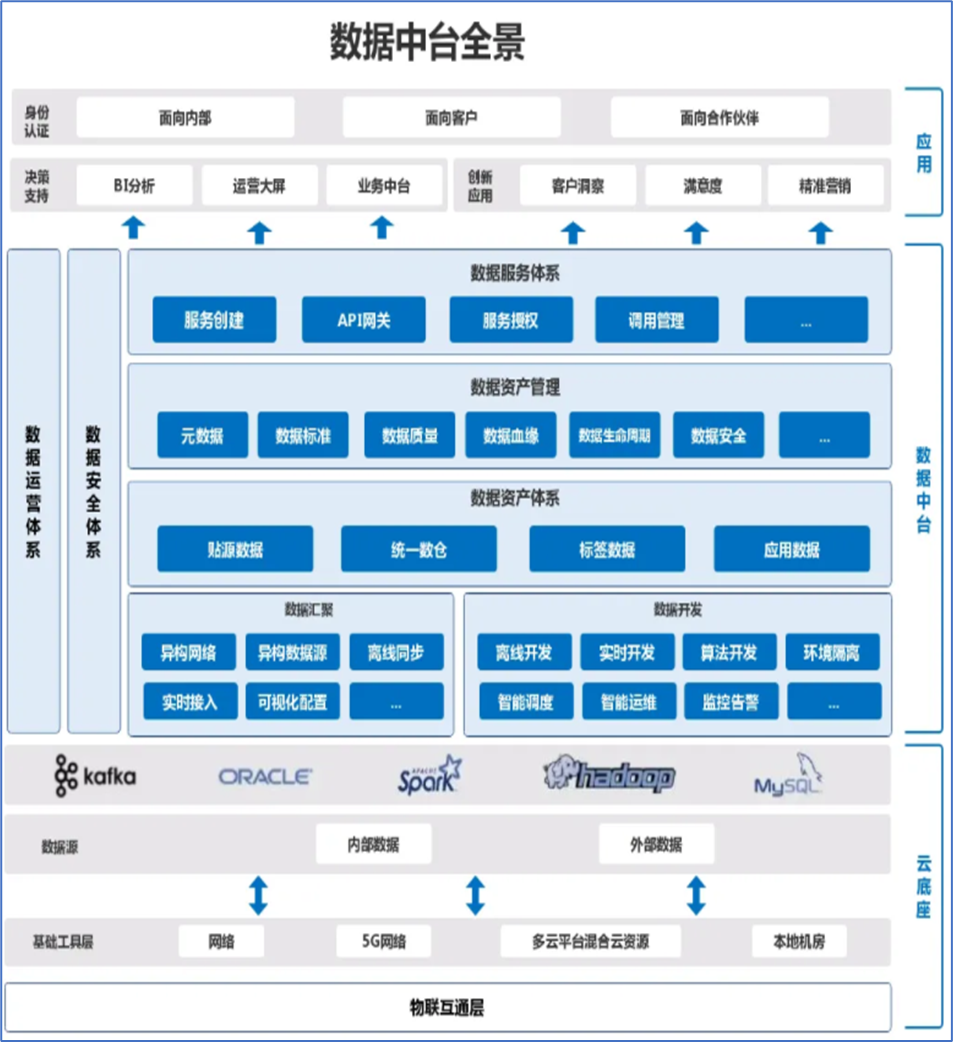 数据中台全景
身份
认证
面向内部
面向客户
面向合作伙伴
应用
决策
支持
BI分析
运营大屏
业务中台
创新
应用
客户洞察
满意度
精准营销
数据运营体系
数据安全体系
数据服务体系
服务创建
API网关
服务授权
调用管理
...
数据资产管理
元数据
数据标准
数据质量
数据血缘
数据生命周期
数据安全
...
数据中台
数据资产体系
贴源数据
统一数仓
标签数据
应用数据
数据汇聚
异构网络
异构数据源
离线同步
实时接入
可视化配置
...
数据开发
离线开发
实时开发
算法开发
环境隔离
智能调度
智能运维
监控告警
...
kafka
ORACLE
APACHE
Spark
hadoop
MySQL
数据源
内部数据
外部数据
云底座
基础工具层
网络
5G网络
多云平台混合云资源
本地机房
物联互通层